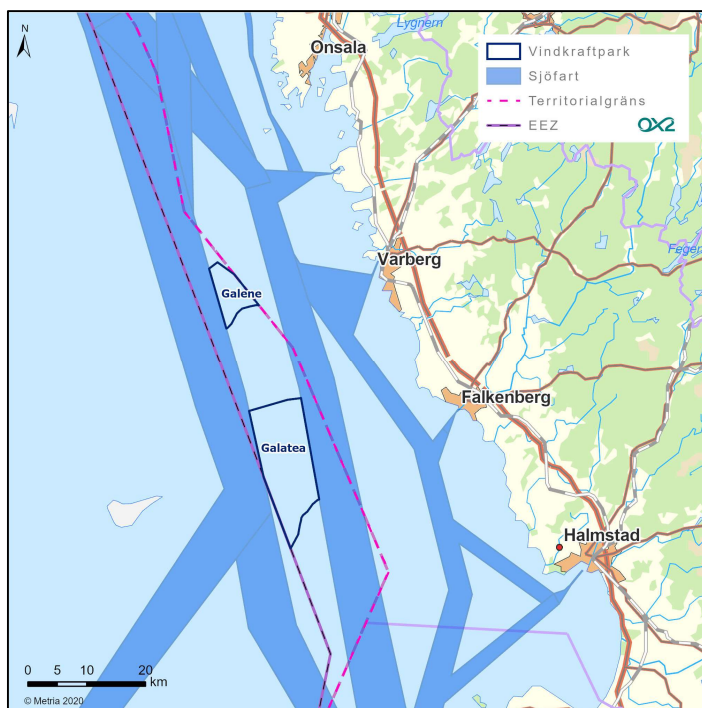 N
Onsala
Lygnern
Vindkraftpark
Sjöfart
Territorialgräns
EEZ
OX2
Varberg
Galene
Falkenberg
Galatea
Halmstad
0 5 10 20
km
© Metria 2020